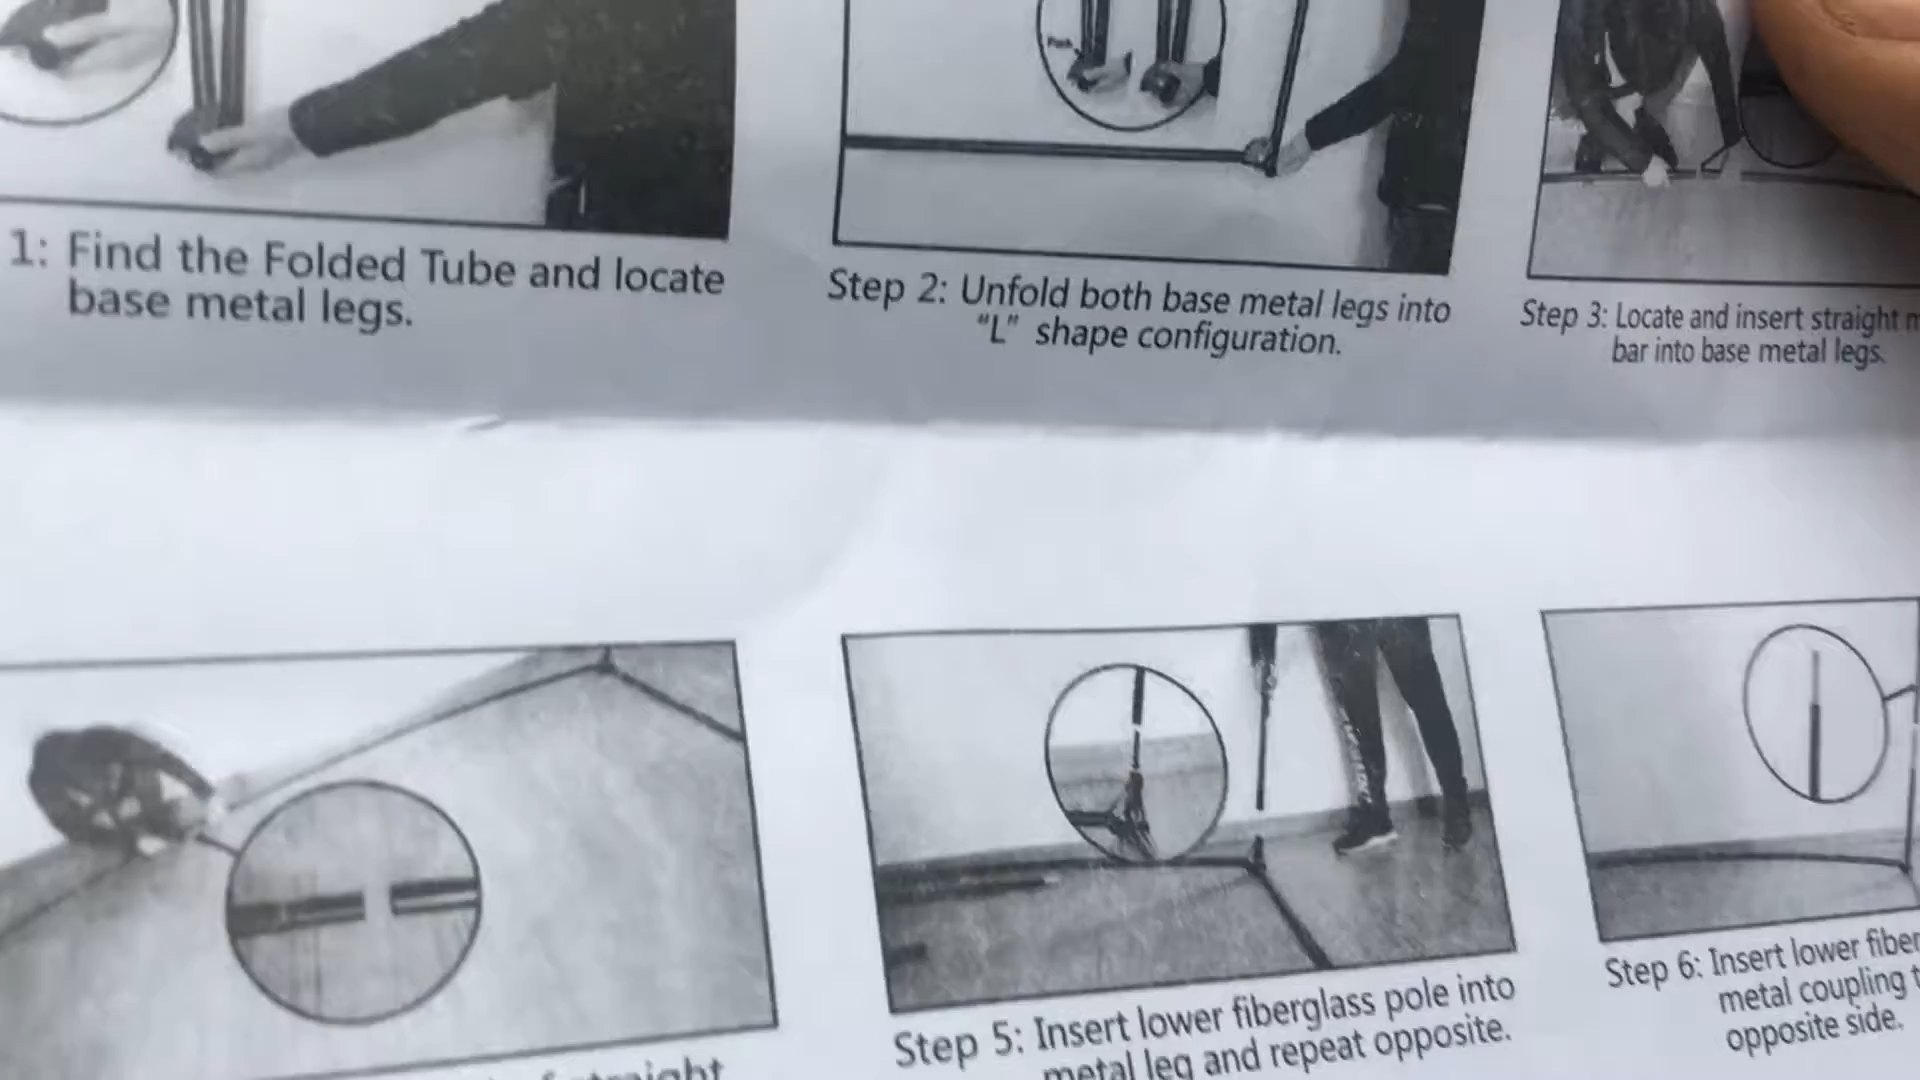 1: Find the Folded Tube and locate
base metal legs.
Step 2: Unfold both base metal legs into
"L" shape configuration.
Step 3: Locate and insert straight
bar into base metal legs.
straight
Step 5: Insert lower fiberglass pole into
metal leg and repeat opposite.
Step 6: Insert lower fiber
metal coupling
opposite side.